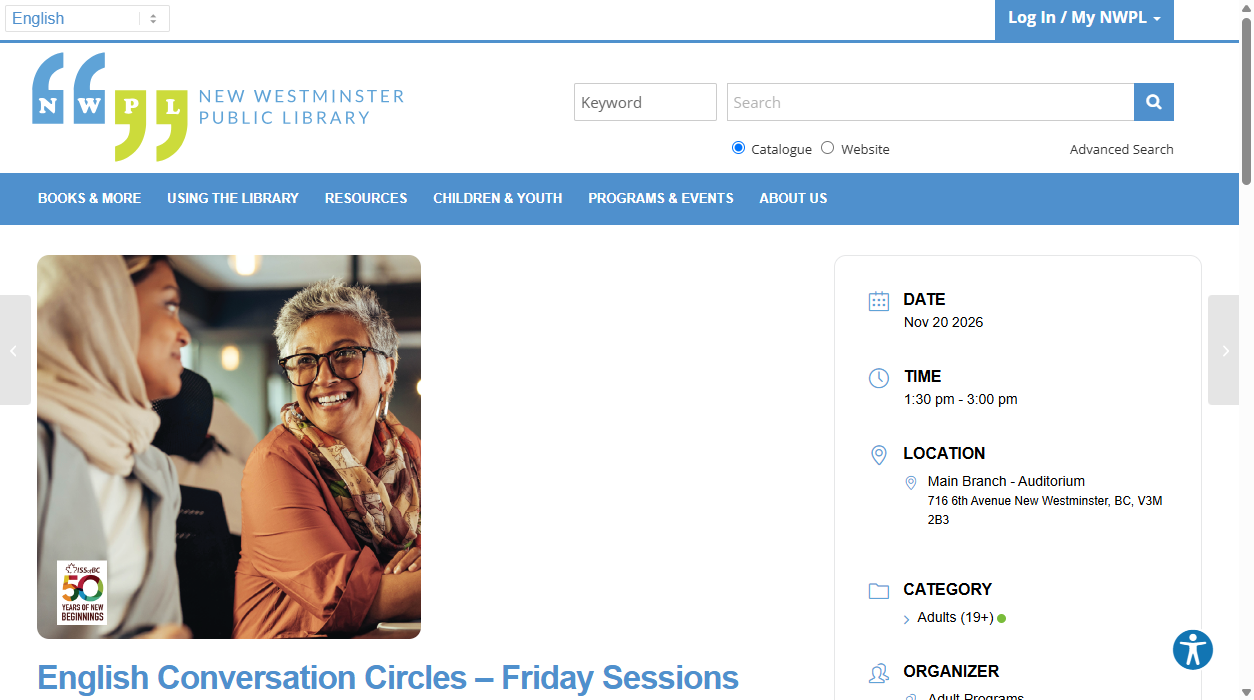 English
Log In / My NWPL
N W P L
NEW WESTMINSTER
PUBLIC LIBRARY
Keyword
Search
Catalogue
Website
Advanced Search
BOOKS & MORE
USING THE LIBRARY
RESOURCES
CHILDREN & YOUTH
PROGRAMS & EVENTS
ABOUT US
ISSofBC
50
YEARS OF NEW
BEGINNINGS
English Conversation Circles – Friday Sessions
DATE
Nov 20 2026
TIME
1:30 pm - 3:00 pm
LOCATION
Main Branch - Auditorium
716 6th Avenue New Westminster, BC, V3M
2B3
CATEGORY
Adults (19+)
ORGANIZER
Adult Programs